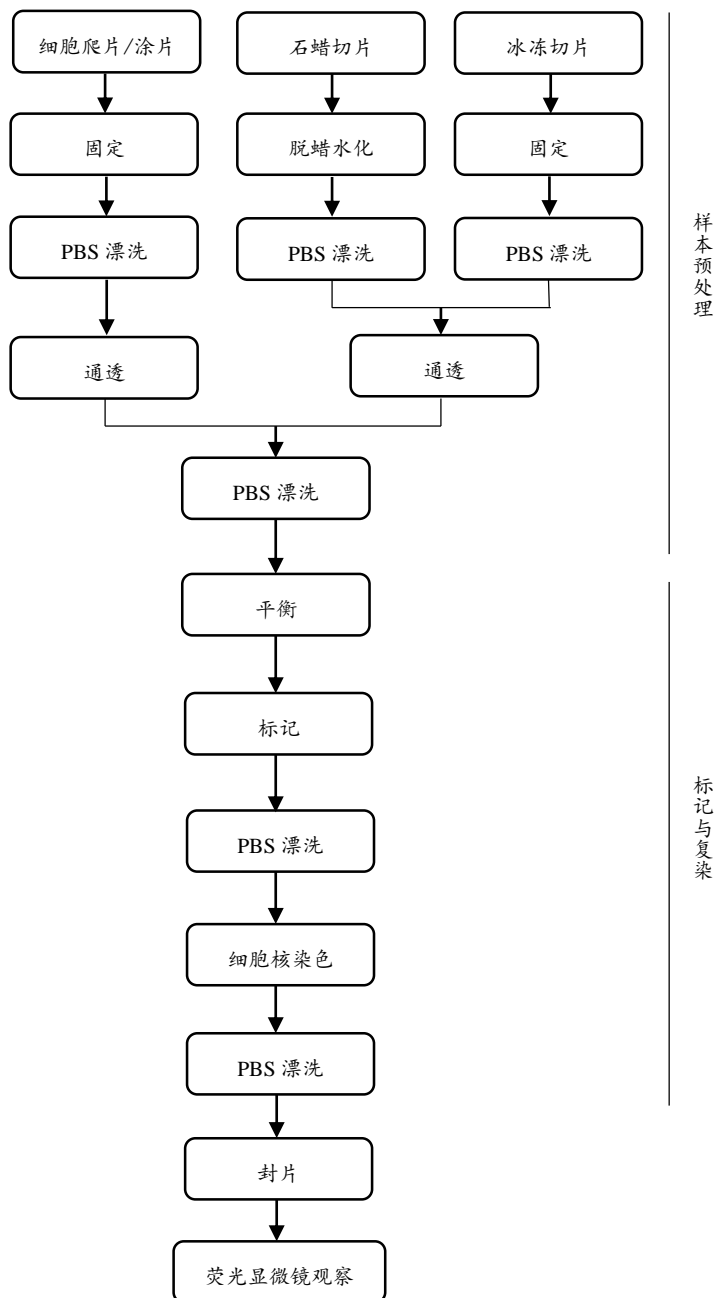 细胞爬片/涂片
石蜡切片
冰冻切片
固定
脱蜡水化
固定
PBS 漂洗
PBS 漂洗
PBS 漂洗
通透
通透
PBS 漂洗
样本预处理
平衡
标记
PBS 漂洗
细胞核染色
PBS 漂洗
标记与复染
封片
荧光显微镜观察